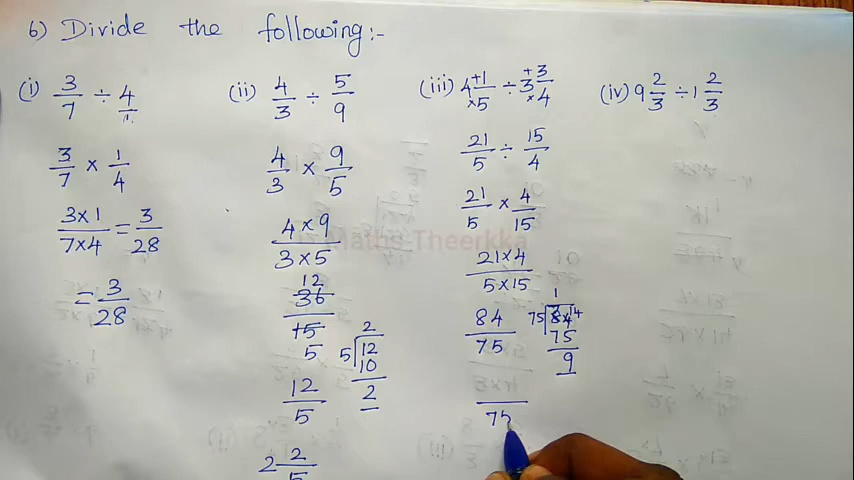 6) Divide the following:-
(i) 3/7 ÷ 4/1
3/7 × 1/4
3×1/7×4 = 3/28
= 3/28
(ii) 4/3 ÷ 5/9
4/3 × 9/5
4×9/3×5
12
36/15
5
12/5
2
5 12
10
2
2 2/5
(iii) 4 +1/×5 ÷ 3 +3/×4
21/5 ÷ 15/4
21/5 × 4/15
21×4/5×15
84/75
1
75
75
9
75
(iv) 9 2/3 ÷ 1 2/3
Maths Theerkka